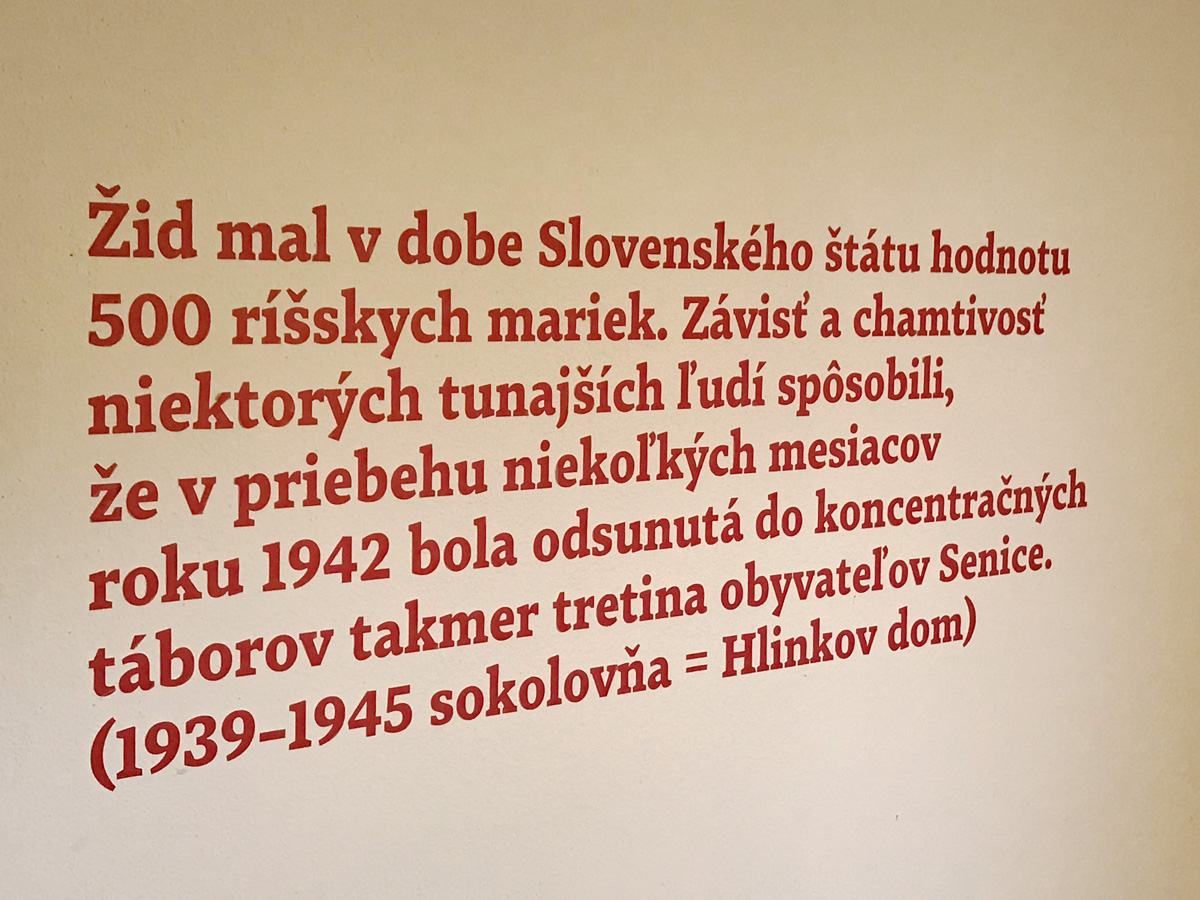 Žid mal v dobe Slovenského štátu hodnotu
500 ríšskych mariek. Závisť a chamtivosť
niektorých tunajších ľudí spôsobili,
že v priebehu niekoľkých mesiacov
roku 1942 bola odsunutá do koncentračných
táborov takmer tretina obyvateľov Senice.
(1939–1945 sokolovňa = Hlinkov dom)